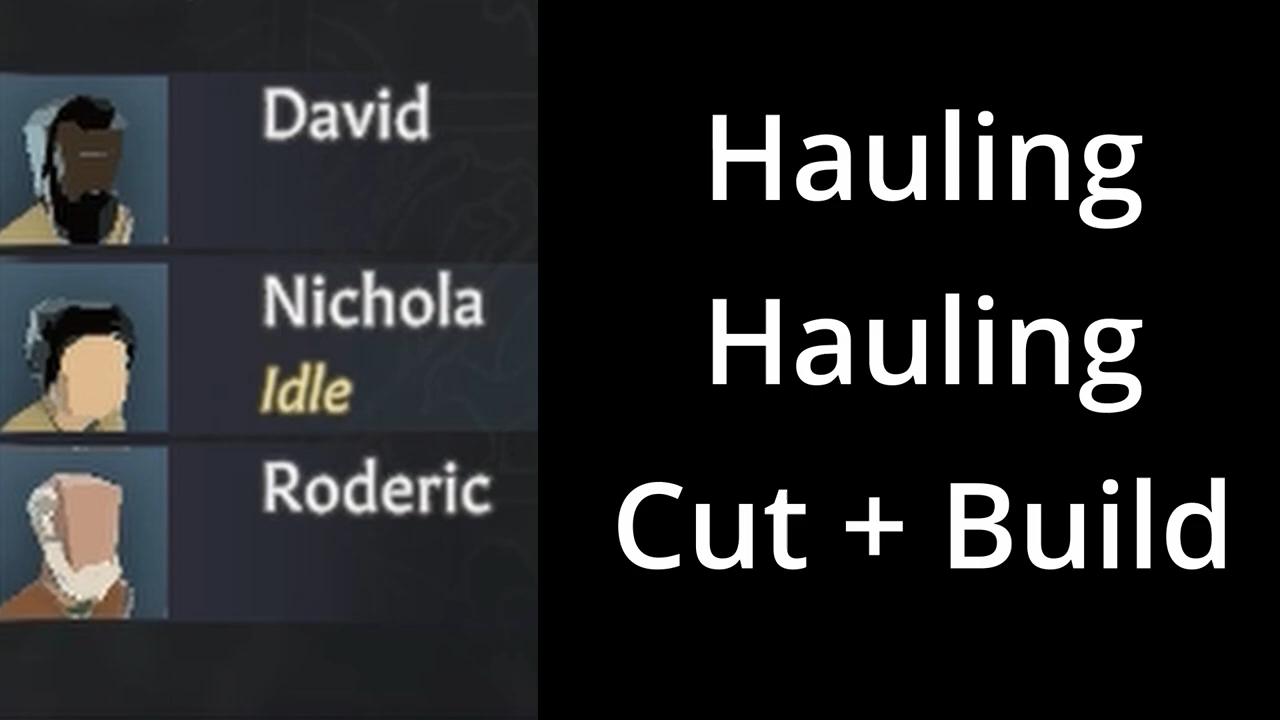 David
Hauling
Nichola
Idle
Hauling
Roderic
Cut + Build